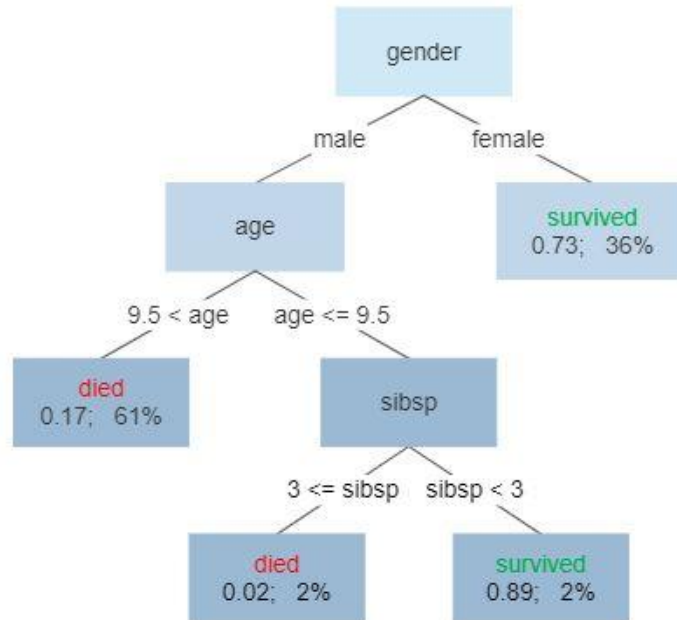 gender
male
female
age
survived
0.73; 36%
9.5 < age
age <= 9.5
died
0.17; 61%
sibsp
3 <= sibsp
sibsp < 3
died
0.02; 2%
survived
0.89; 2%